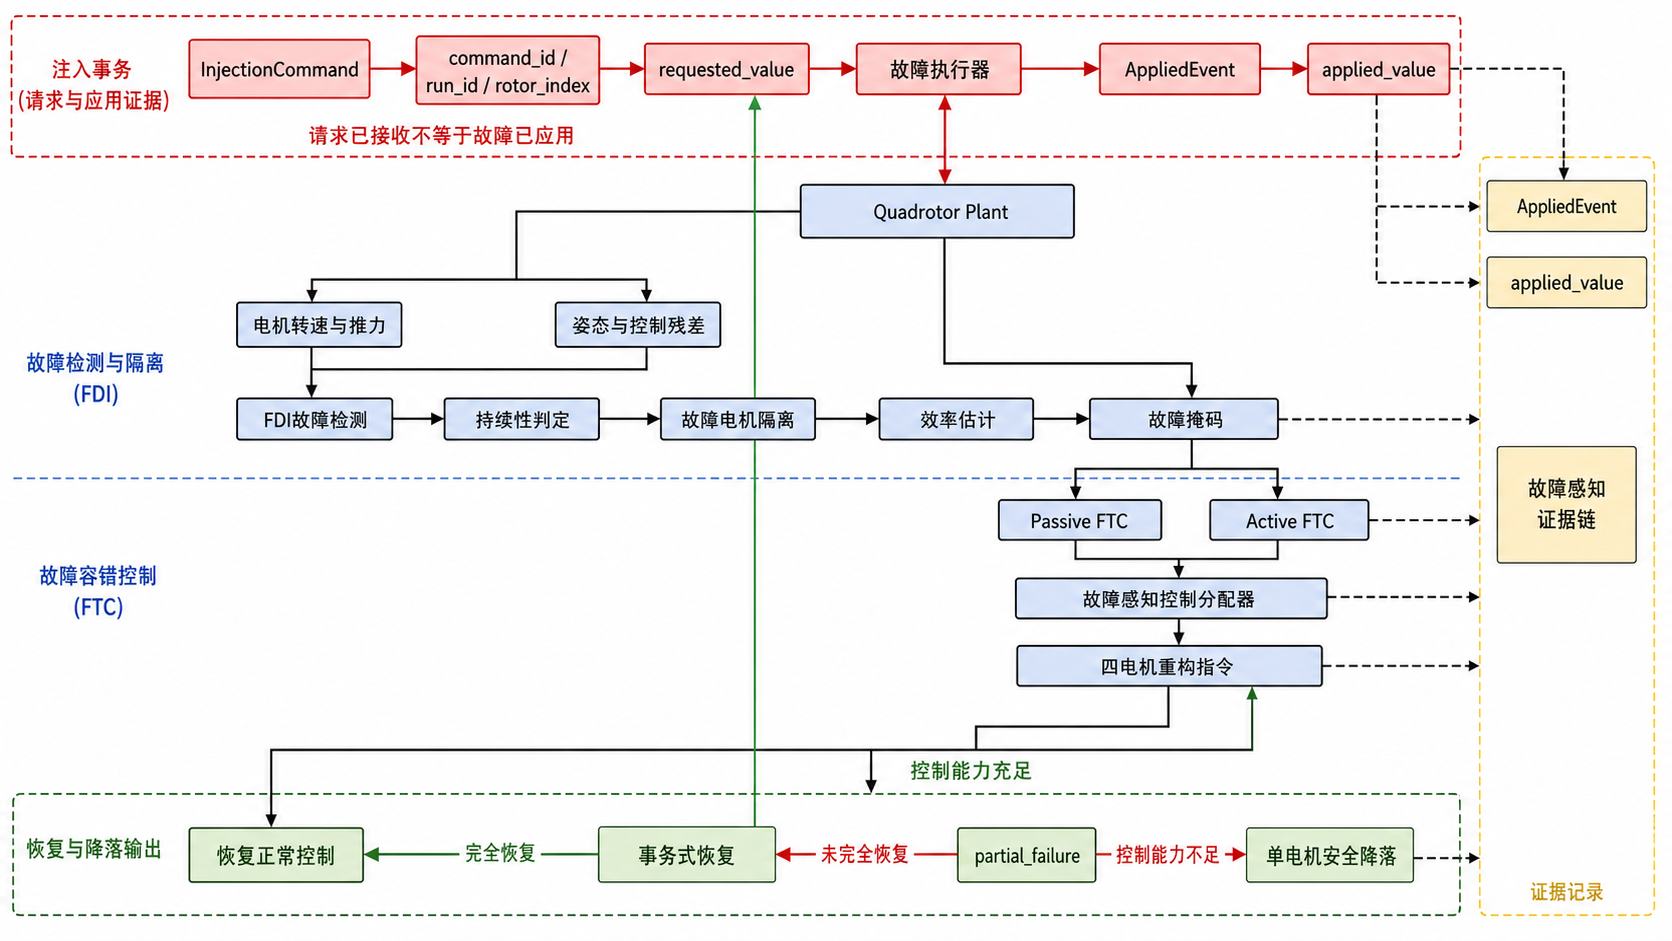 注入事务
(请求与应用证据)
InjectionCommand
command_id /
run_id / rotor_index
requested_value
故障执行器
AppliedEvent
applied_value
请求已接收不等于故障已应用
Quadrotor Plant
AppliedEvent
applied_value
电机转速与推力
姿态与控制残差
故障检测与隔离
(FDI)
FDI故障检测
持续性判定
故障电机隔离
效率估计
故障掩码
故障感知
证据链
Passive FTC
Active FTC
故障容错控制
(FTC)
故障感知控制分配器
四电机重构指令
控制能力充足
恢复与降落输出
恢复正常控制
完全恢复
事务式恢复
未完全恢复
partial_failure
控制能力不足
单电机安全降落
证据记录